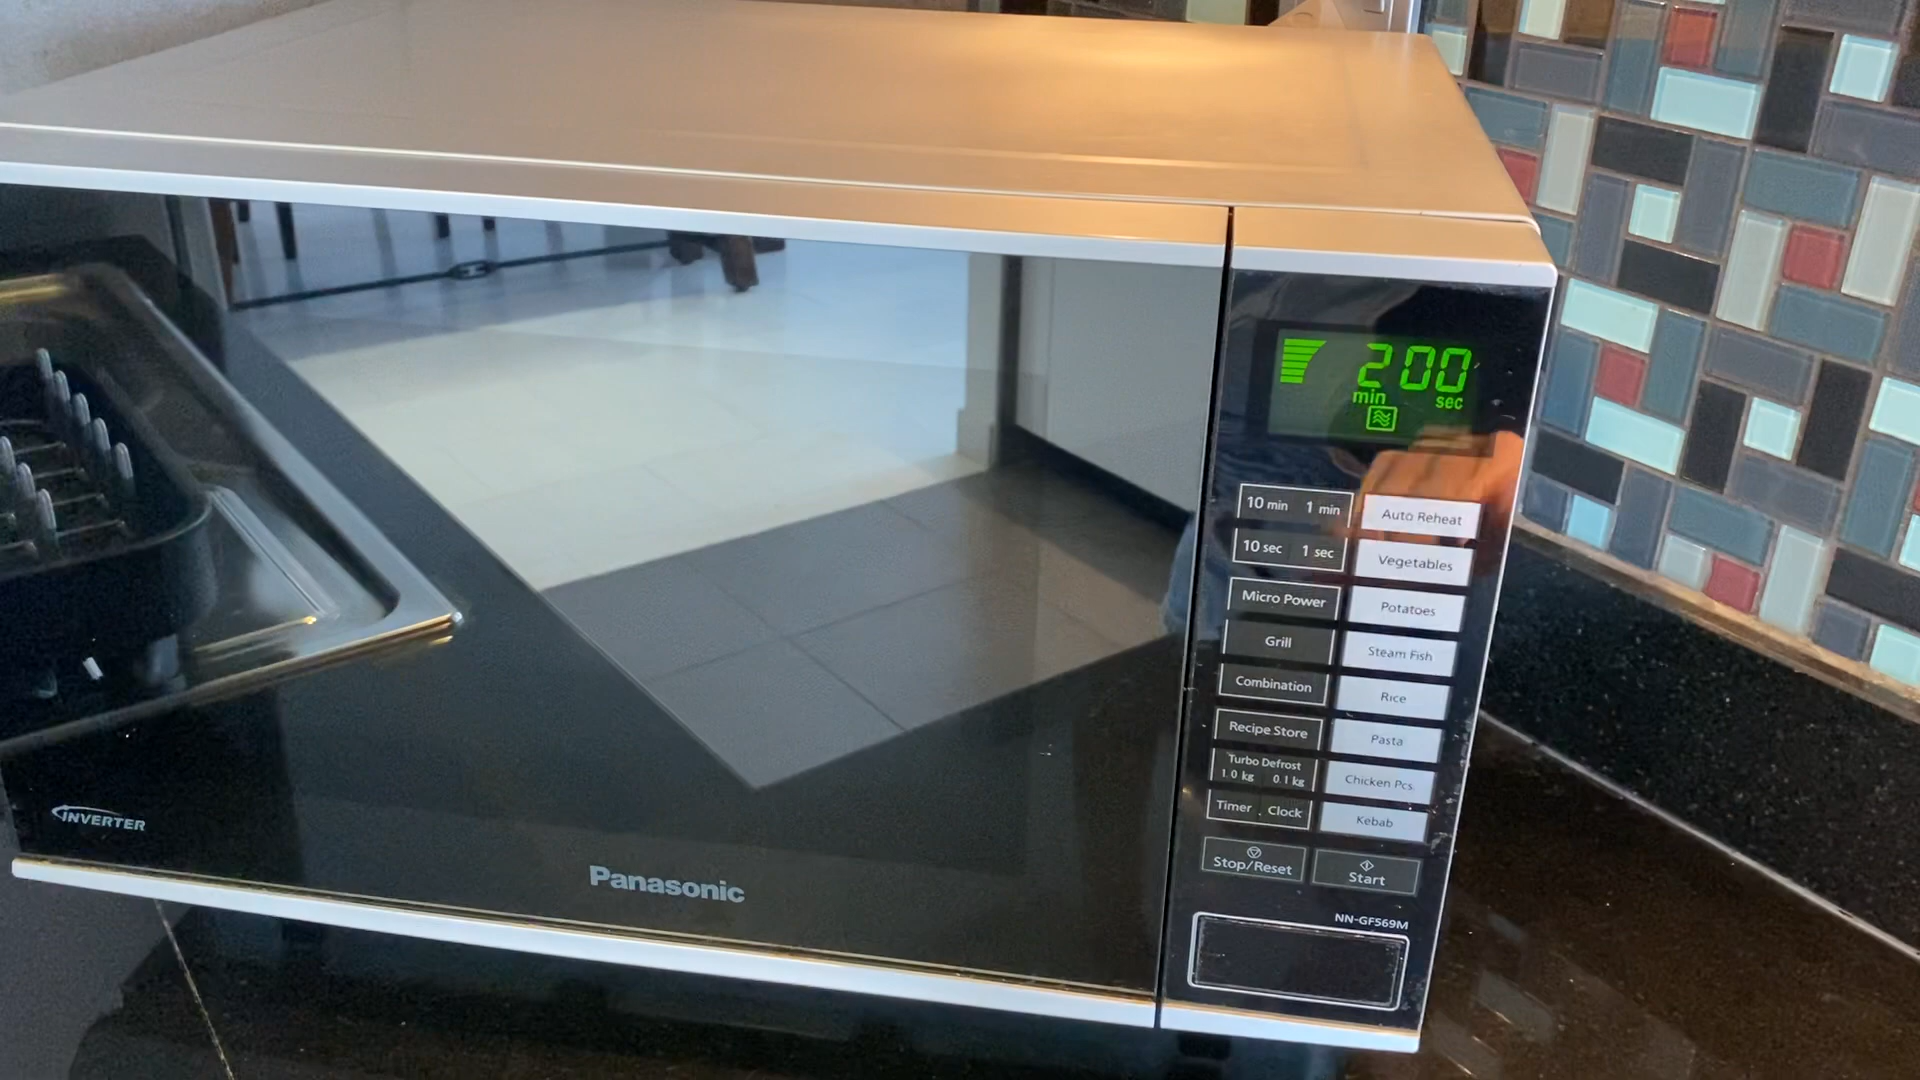 2 00
min sec
10 min 1 min
Auto Reheat
10 sec 1 sec
Vegetables
Micro Power
Potatoes
Grill
Steam Fish
Combination
Rice
Recipe Store
Pasta
Turbo Defrost
1.0 kg 0.1 kg
Chicken Pcs.
Timer . Clock
Kebab
Stop/Reset
Start
NN-GF569M
INVERTER
Panasonic